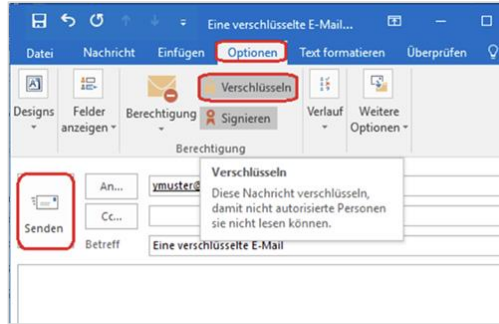 Eine verschlüsselte E-Mail...
Datei Nachricht Einfügen Optionen Text formatieren Überprüfen
Designs
Felder anzeigen
Berechtigung
Verschlüsseln
Signieren
Verlauf
Weitere Optionen
Berechtigung
Verschlüsseln
Diese Nachricht verschlüsseln,
damit nicht autorisierte Personen
sie nicht lesen können.
Senden
An...
ymuster@
Cc...
Betreff
Eine verschlüsselte E-Mail